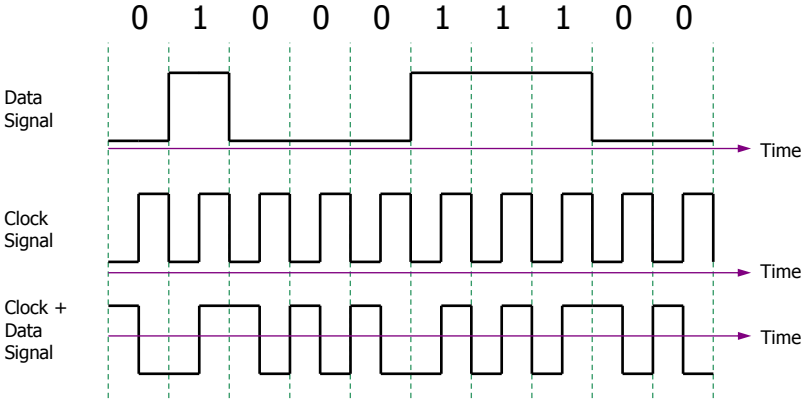 0 1 0 0 0 1 1 1 0 0
Data
Signal
Time
Clock
Signal
Time
Clock +
Data
Signal
Time